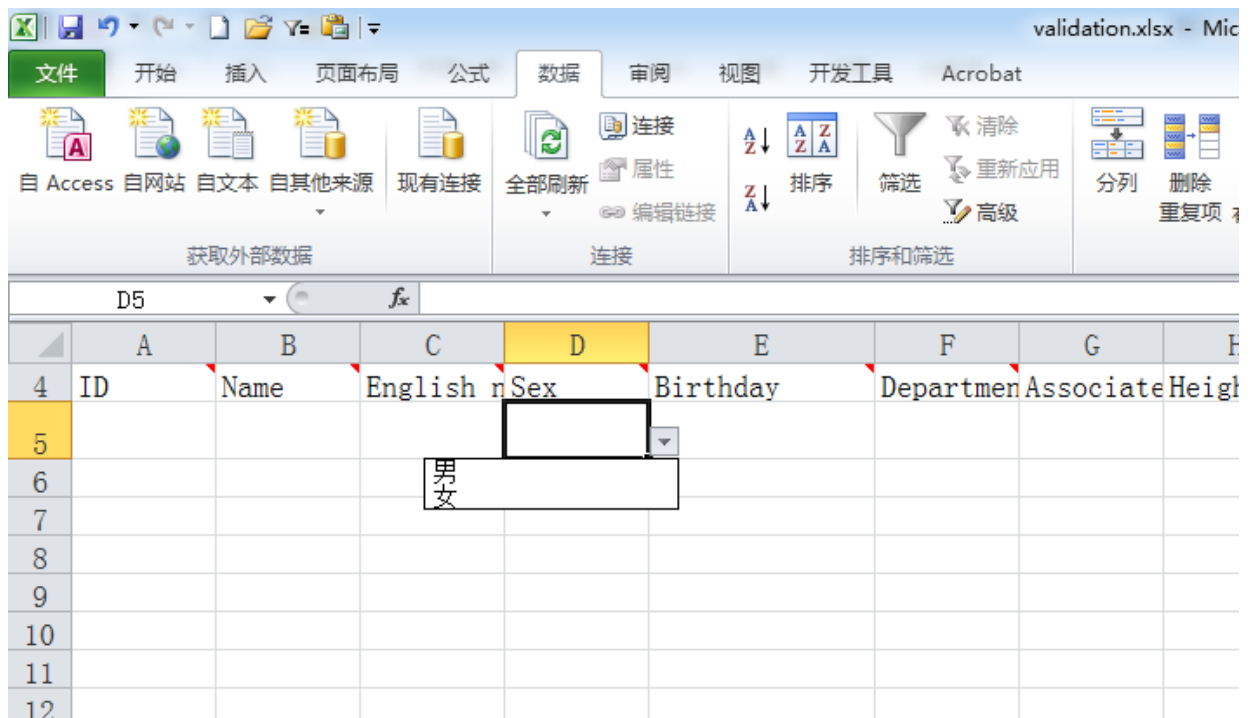 validation.xlsx - Mic
文件 开始 插入 页面布局 公式 数据 审阅 视图 开发工具 Acrobat
自 Access 自网站 自文本 自其他来源 现有连接 全部刷新 连接 属性 编辑链接 排序 筛选 清除 重新应用 高级 分列 删除 重复项
获取外部数据 连接 排序和筛选
D5 fx
A B C D E F G H
4 ID Name English n Sex Birthday Departmen Associate Heigh
5
男
6
女
7
8
9
10
11
12